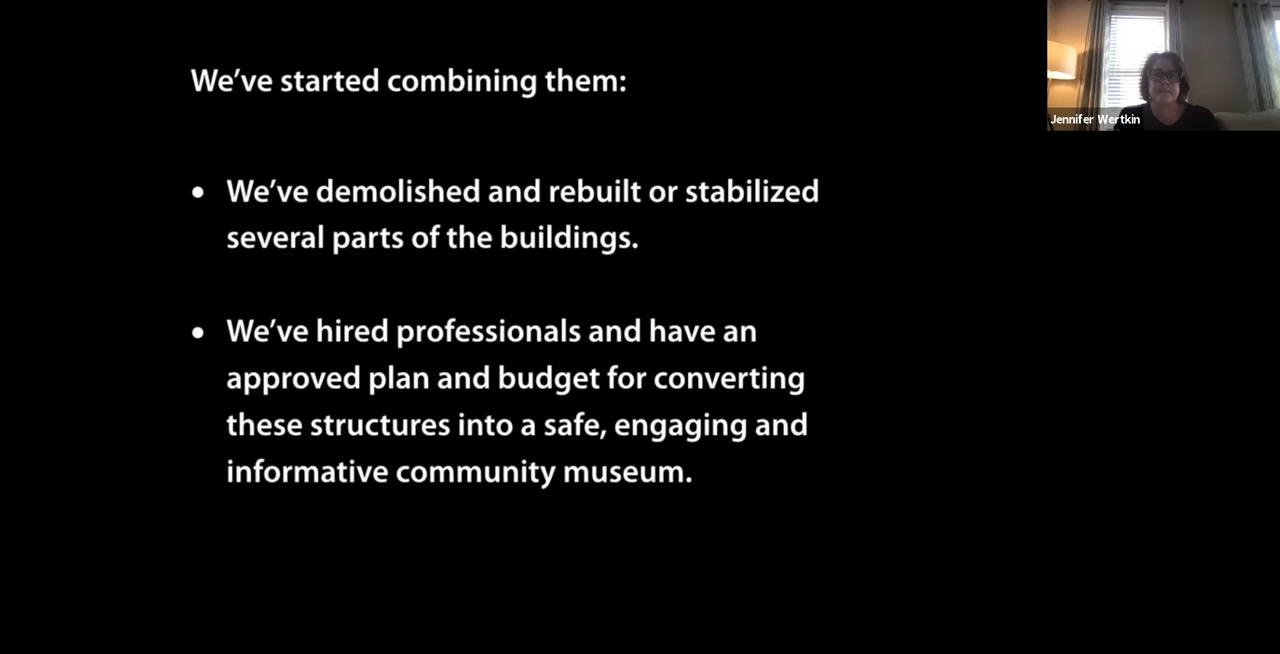 We’ve started combining them:
• We’ve demolished and rebuilt or stabilized
several parts of the buildings.
• We’ve hired professionals and have an
approved plan and budget for converting
these structures into a safe, engaging and
informative community museum.
Jennifer Wertkin